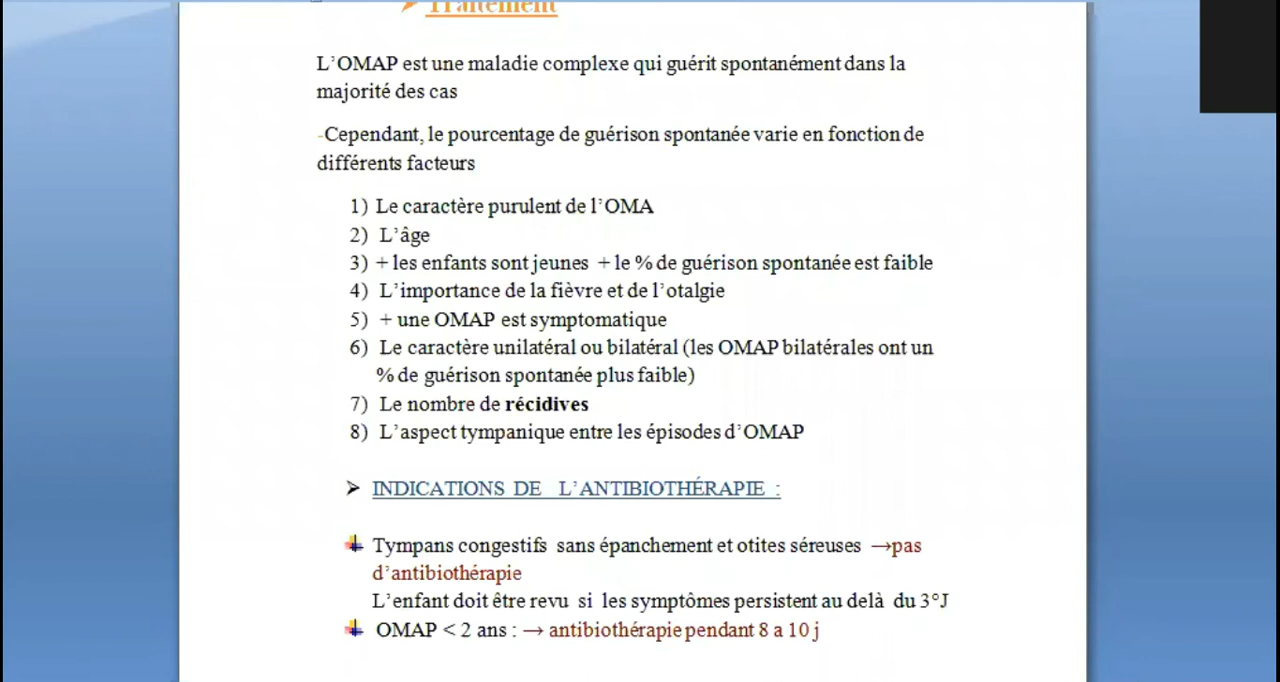 Traitement
L'OMAP est une maladie complexe qui guérit spontanément dans la
majorité des cas
-Cependant, le pourcentage de guérison spontanée varie en fonction de
différents facteurs
1) Le caractère purulent de l'OMA
2) L'âge
3) + les enfants sont jeunes + le % de guérison spontanée est faible
4) L'importance de la fièvre et de l'otalgie
5) + une OMAP est symptomatique
6) Le caractère unilatéral ou bilatéral (les OMAP bilatérales ont un
% de guérison spontanée plus faible)
7) Le nombre de récidives
8) L'aspect tympanique entre les épisodes d'OMAP
➤ INDICATIONS DE L'ANTIBIOTHÉRAPIE :
Tympans congestifs sans épanchement et otites séreuses →pas
d'antibiothérapie
L'enfant doit être revu si les symptômes persistent au delà du 3°J
OMAP < 2 ans : → antibiothérapie pendant 8 a 10 j